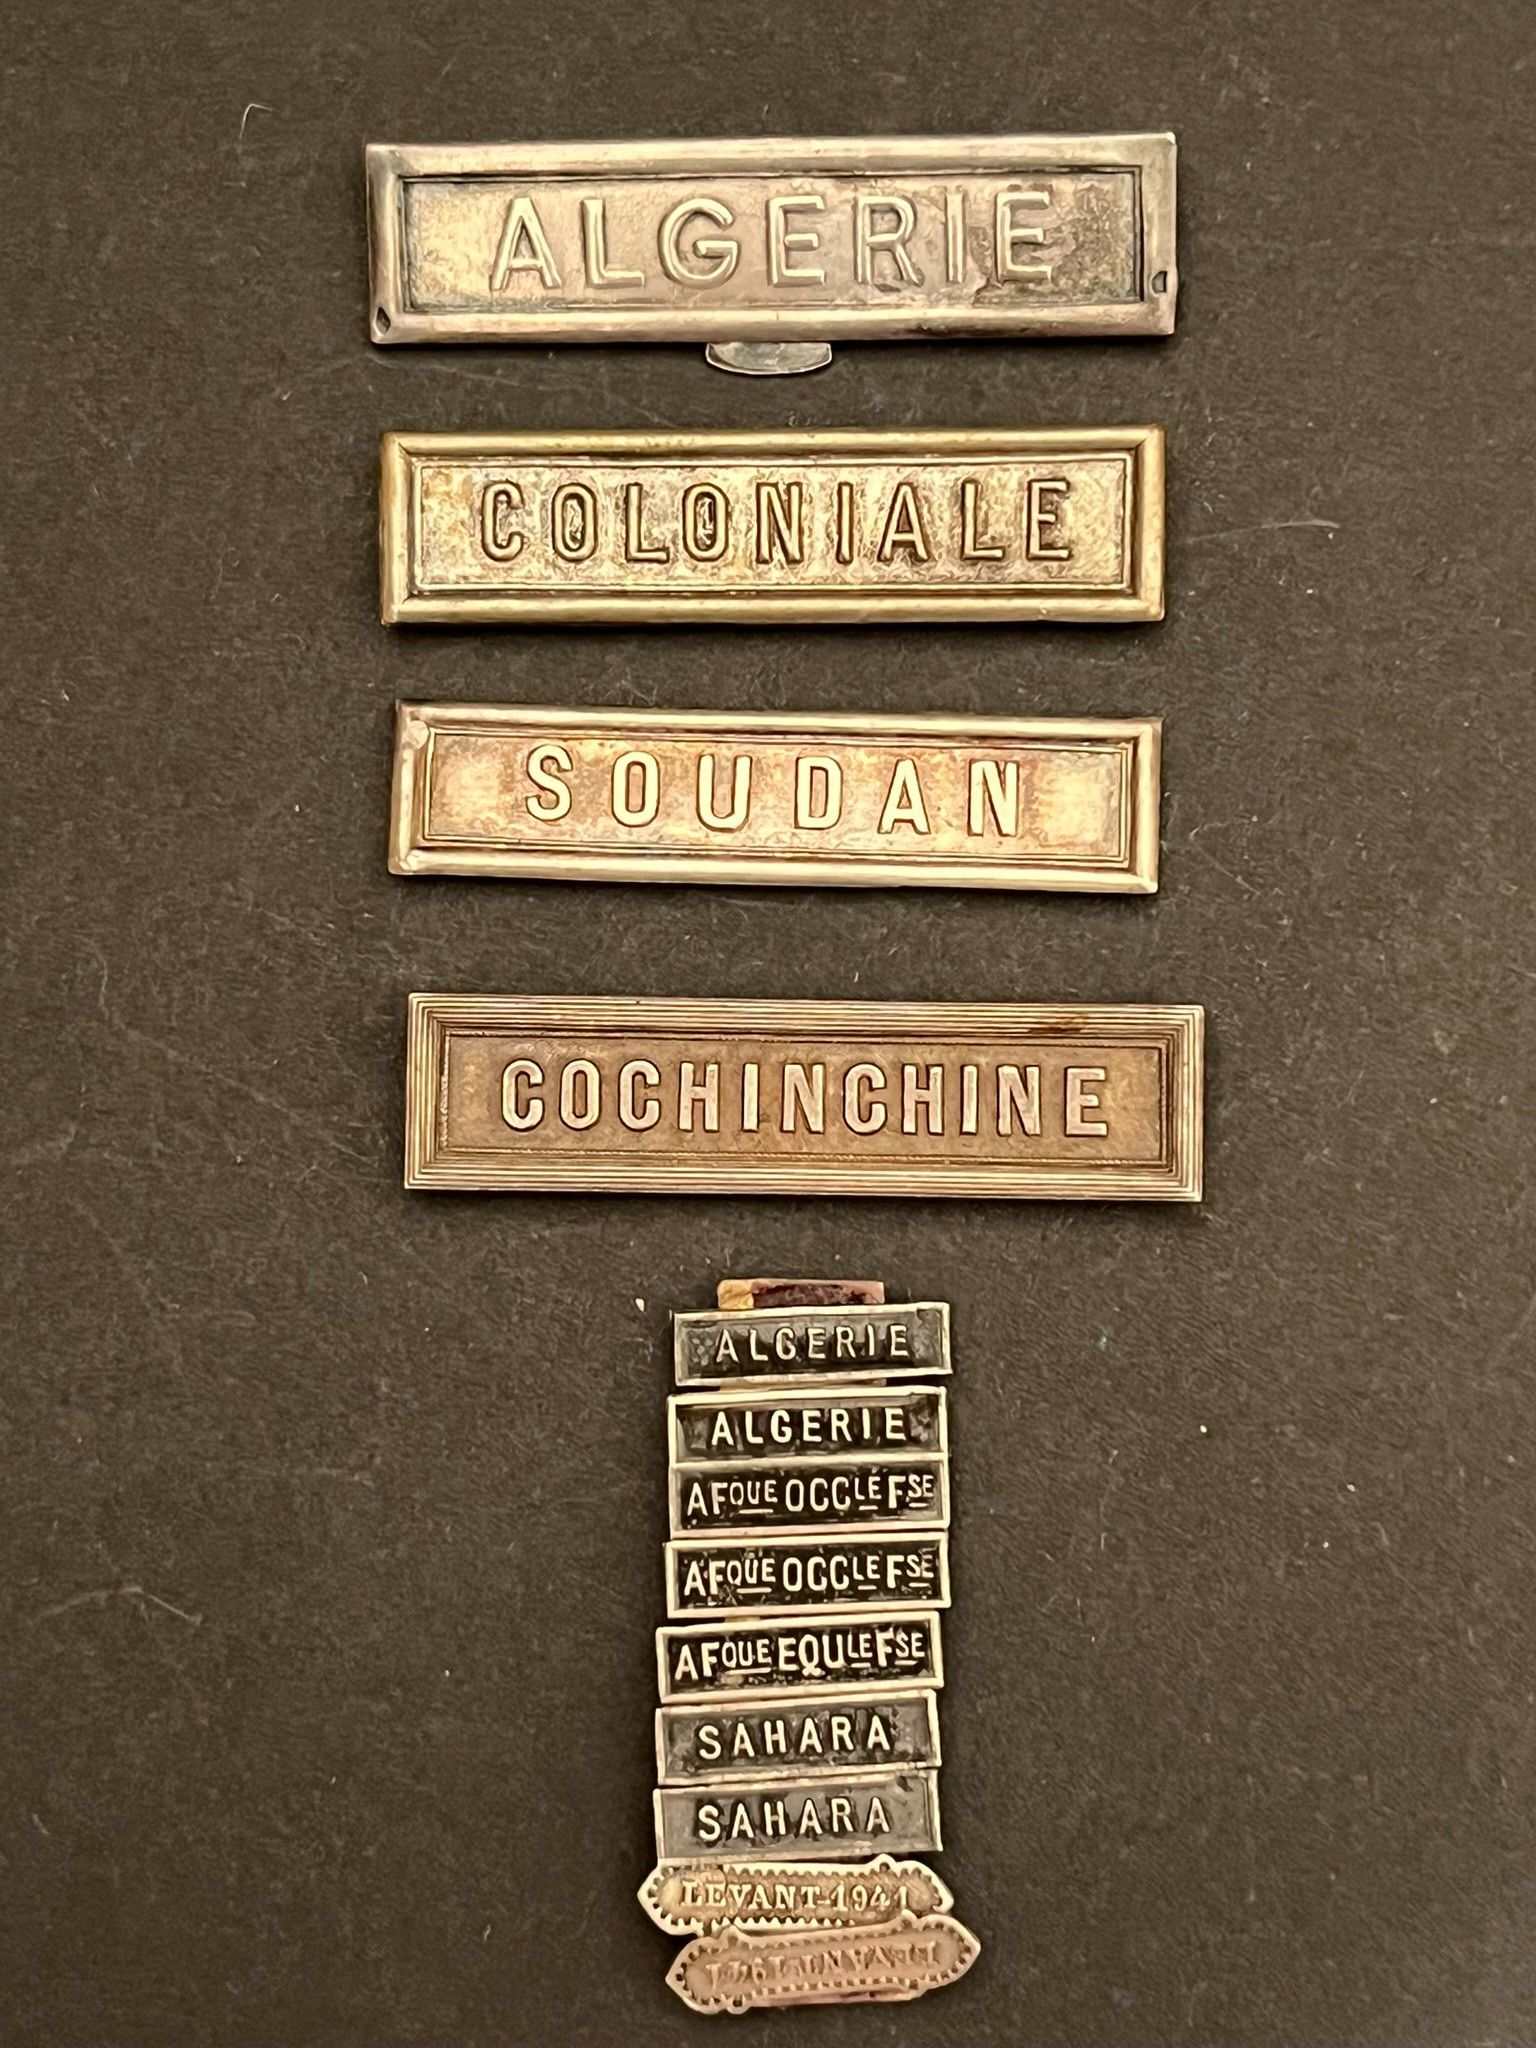 ALGERIE
COLONIALE
SOUDAN
COCHINCHINE
ALGERIE
ALGERIE
AFQUE OCCLE FSE
AFQUE OCCLE FSE
AFQUE EQULE FSE
SAHARA
SAHARA
LEVANT-1941